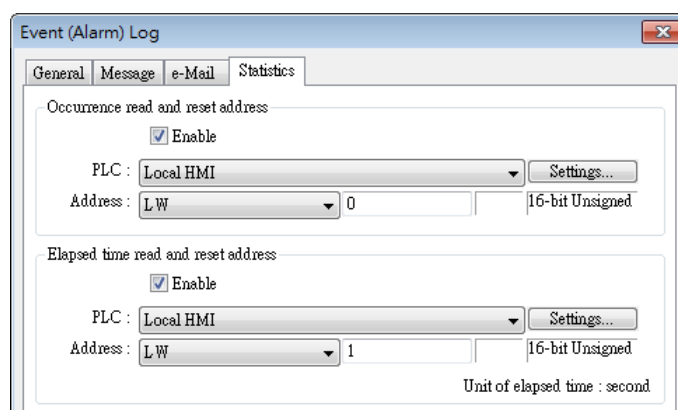 Event (Alarm) Log
General Message e-Mail Statistics
Occurrence read and reset address
Enable
PLC : Local HMI Settings...
Address : LW 0 16-bit Unsigned
Elapsed time read and reset address
Enable
PLC : Local HMI Settings...
Address : LW 1 16-bit Unsigned
Unit of elapsed time : second